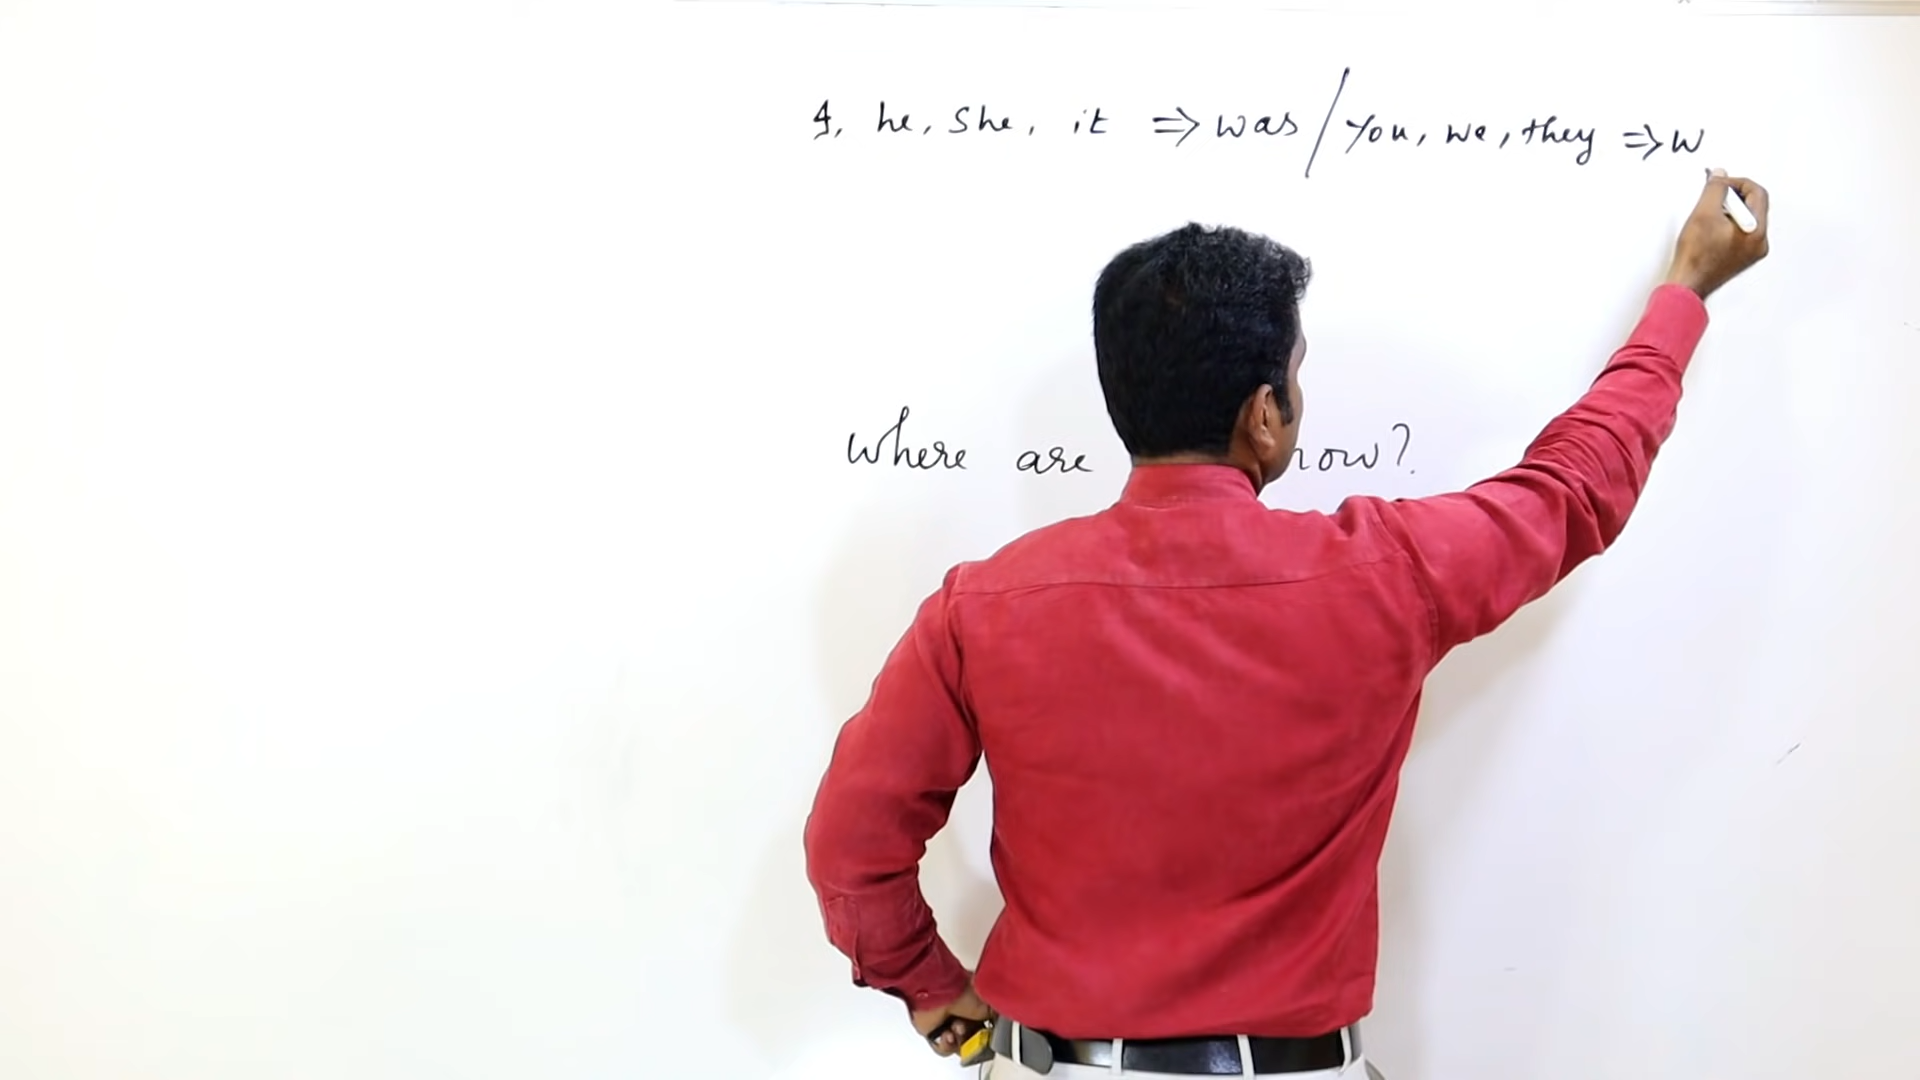 I, he, she, it => was / You, we, they => w
where are now?